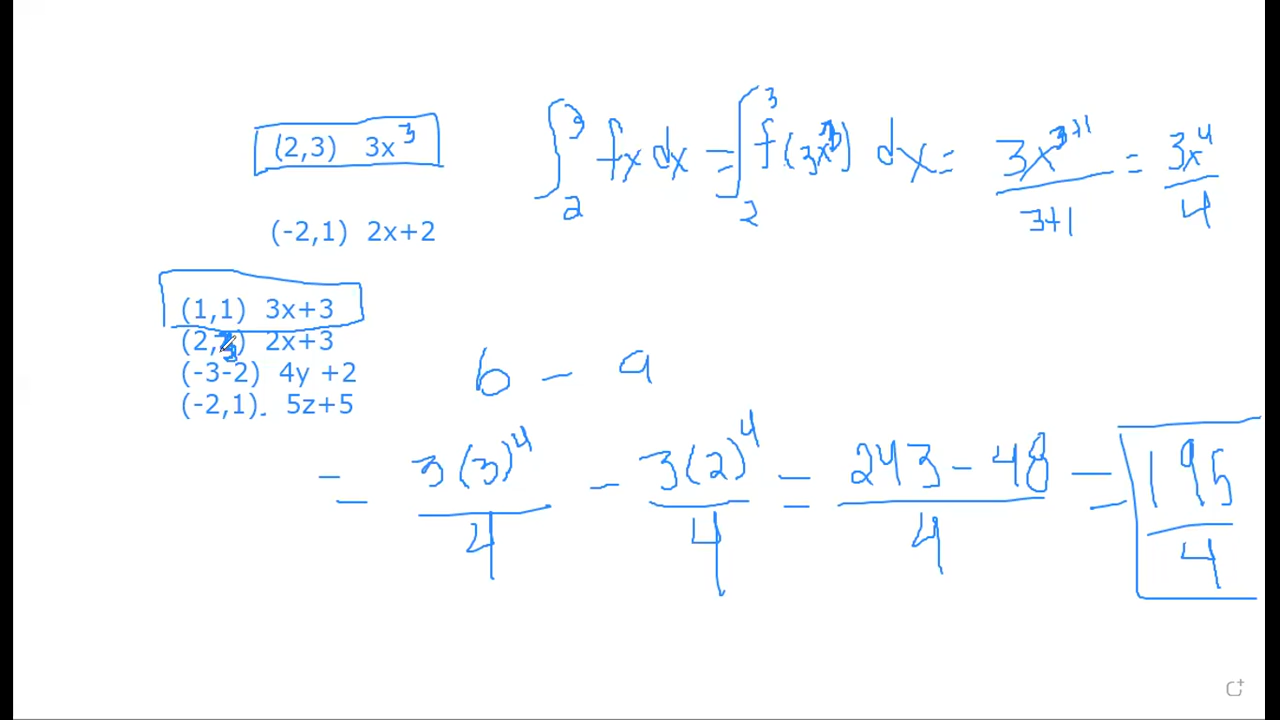 (2,3) 3x³
∫₂³ fx dx = ∫₂³ f(3x³) dx = 3x³⁺¹/3+1 = 3x⁴/4
(-2,1) 2x+2
(1,1) 3x+3
(2,3) 2x+3
(-3-2) 4y +2
(-2,1). 5z+5
b - a
= 3(3)⁴/4 - 3(2)⁴/4 = 243-48/4 = 195/4